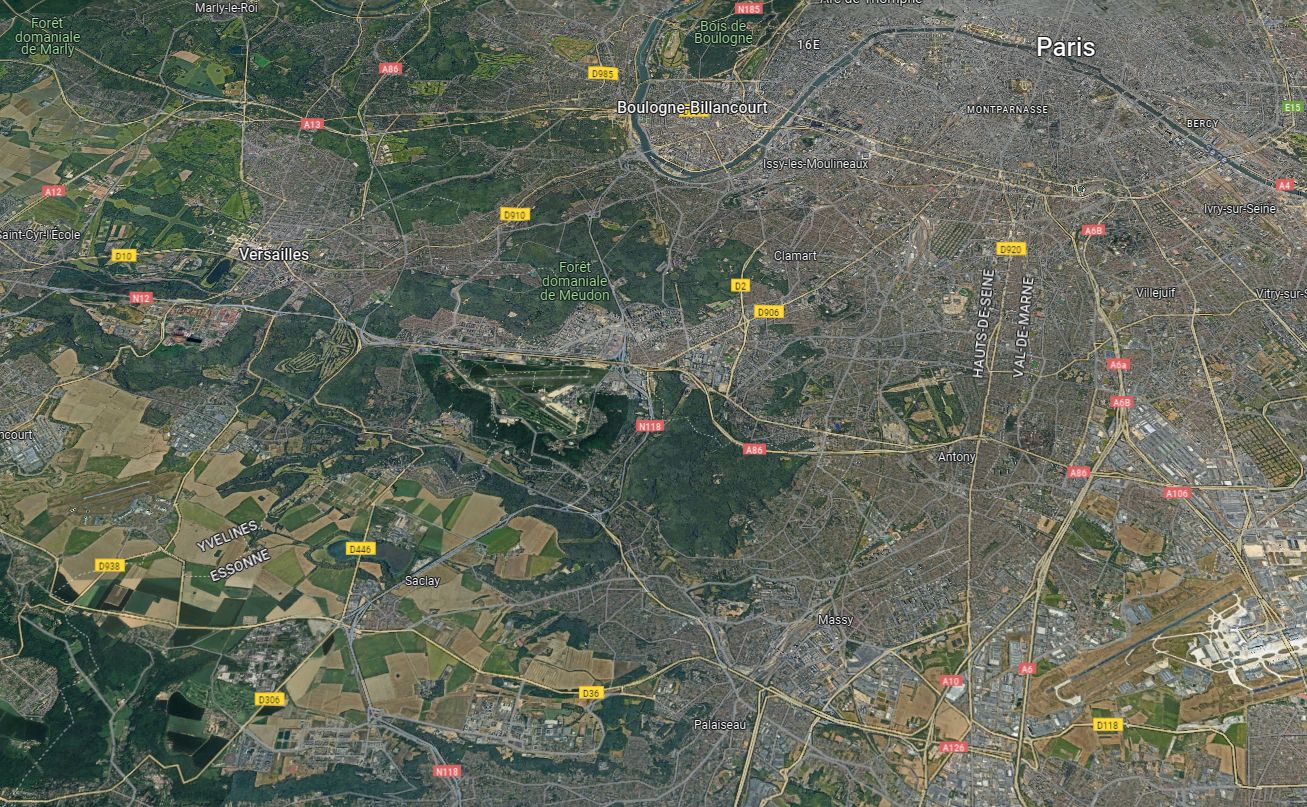 Marly-le-Roi
N185
Arc de Triomphe
Forêt
domaniale
de Marly
Bois de
Boulogne
16E
Paris
A86
D985
Boulogne-Billancourt
MONTPARNASSE
E15
A13
BERCY
Issy-les-Moulineaux
A12
A4
D910
Ivry-sur-Seine
Saint-Cyr-l'École
A6B
D10
Versailles
D920
Clamart
Forêt
domaniale
de Meudon
D2
N12
HAUTS-DE-SEINE
VAL-DE-MARNE
Villejuif
Vitry-sur-S
D906
A6a
A6B
ncourt
N118
A86
Antony
A86
A106
YVELINES
ESSONNE
D446
D938
Saclay
Massy
A6
A10
D306
D36
Palaiseau
D118
A126
N118